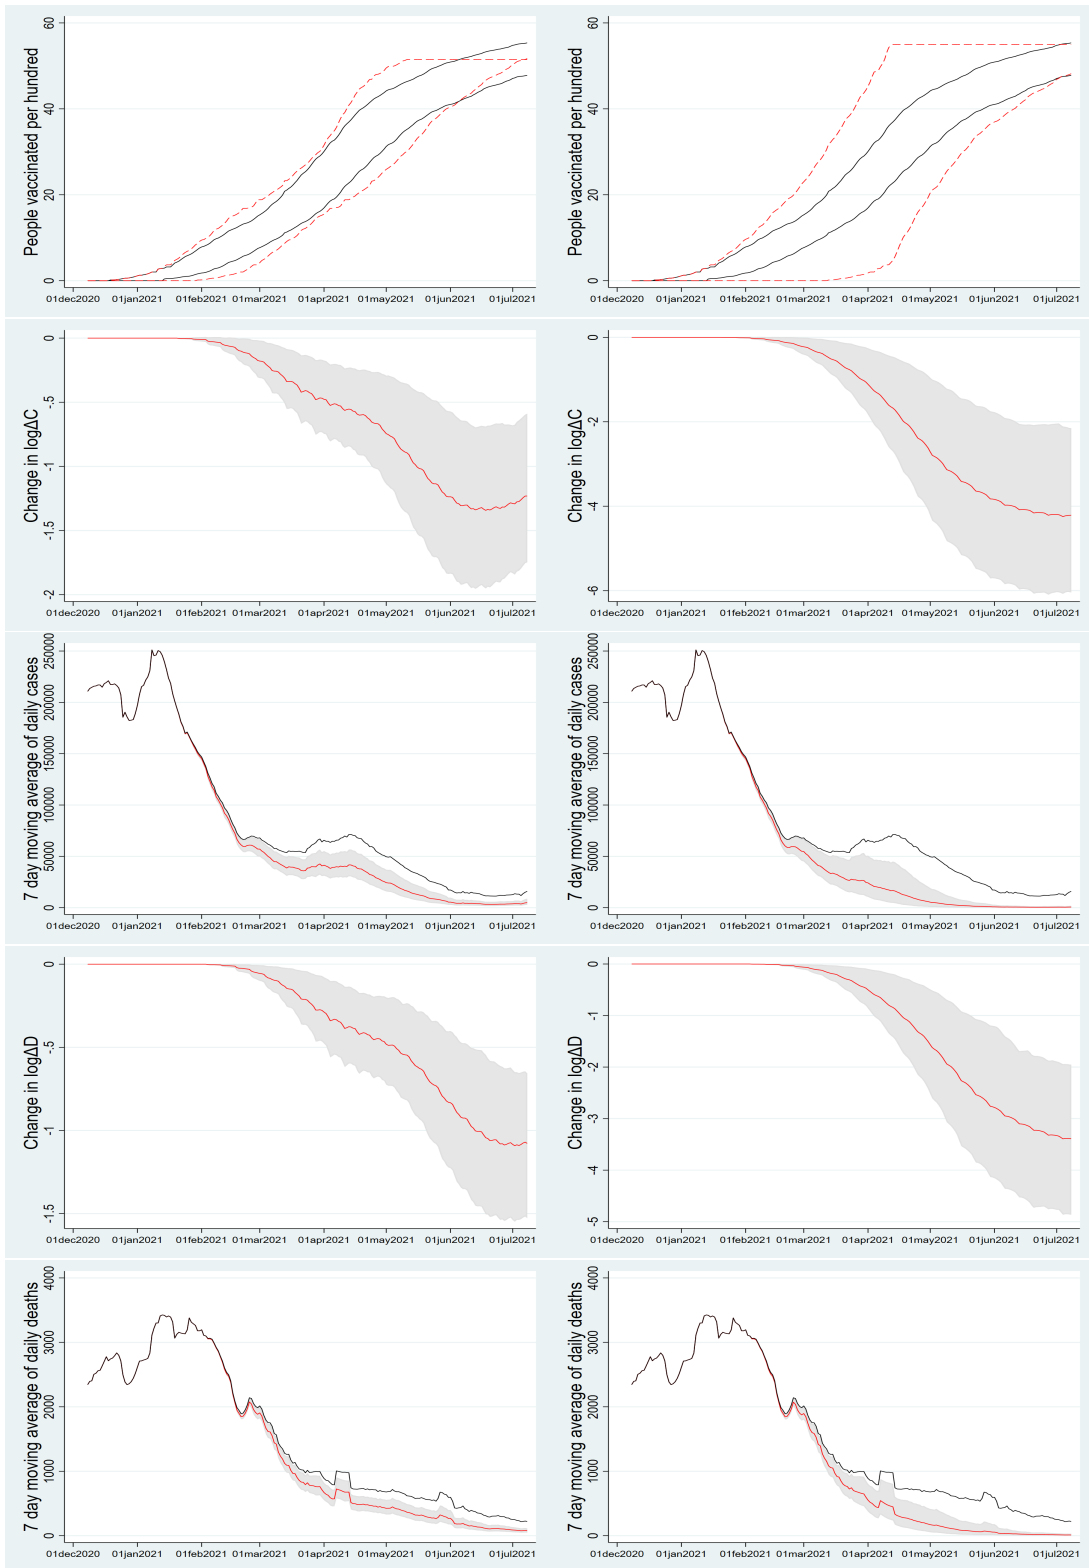 People vaccinated per hundred
0 20 40 60
01dec2020 01jan2021 01feb2021 01mar2021 01apr2021 01may2021 01jun2021 01jul2021
People vaccinated per hundred
0 20 40 60
01dec2020 01jan2021 01feb2021 01mar2021 01apr2021 01may2021 01jun2021 01jul2021
Change in logΔC
-2 -1.5 -1 -.5 0
01dec2020 01jan2021 01feb2021 01mar2021 01apr2021 01may2021 01jun2021 01jul2021
Change in logΔC
-6 -4 -2 0
01dec2020 01jan2021 01feb2021 01mar2021 01apr2021 01may2021 01jun2021 01jul2021
7 day moving average of daily cases
0 50000 100000 150000 200000 250000
01dec2020 01jan2021 01feb2021 01mar2021 01apr2021 01may2021 01jun2021 01jul2021
7 day moving average of daily cases
0 50000 100000 150000 200000 250000
01dec2020 01jan2021 01feb2021 01mar2021 01apr2021 01may2021 01jun2021 01jul2021
Change in logΔD
-1.5 -1 -.5 0
01dec2020 01jan2021 01feb2021 01mar2021 01apr2021 01may2021 01jun2021 01jul2021
Change in logΔD
-5 -4 -3 -2 -1 0
01dec2020 01jan2021 01feb2021 01mar2021 01apr2021 01may2021 01jun2021 01jul2021
7 day moving average of daily deaths
0 1000 2000 3000 4000
01dec2020 01jan2021 01feb2021 01mar2021 01apr2021 01may2021 01jun2021 01jul2021
7 day moving average of daily deaths
0 1000 2000 3000 4000
01dec2020 01jan2021 01feb2021 01mar2021 01apr2021 01may2021 01jun2021 01jul2021